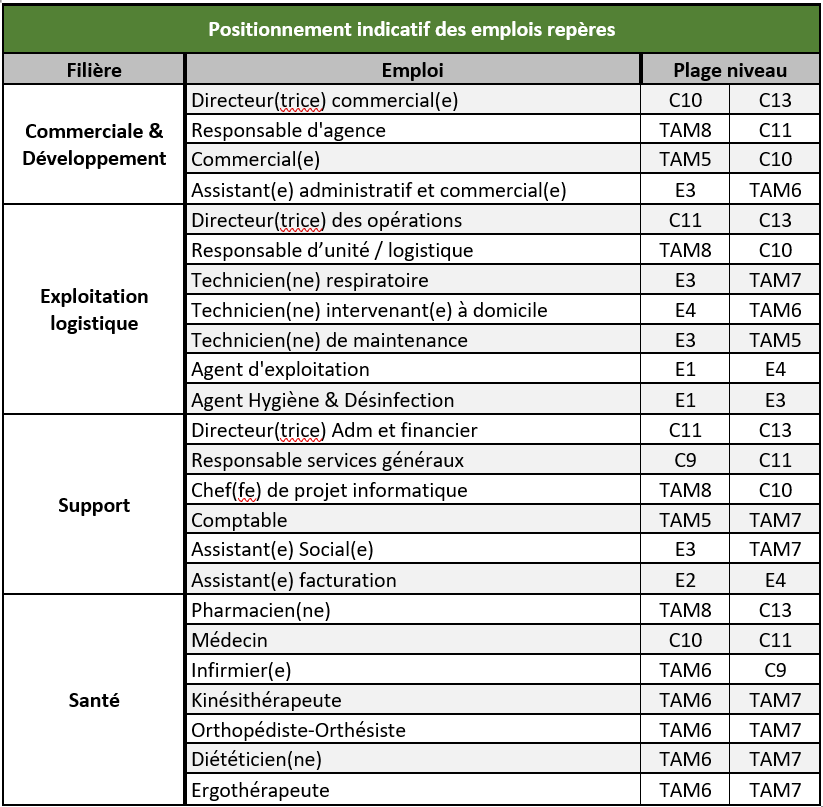 Positionnement indicatif des emplois repères
Filière Emploi Plage niveau
Commerciale & Développement
Directeur(trice) commercial(e) C10 C13
Responsable d'agence TAM8 C11
Commercial(e) TAM5 C10
Assistant(e) administratif et commercial(e) E3 TAM6
Exploitation logistique
Directeur(trice) des opérations C11 C13
Responsable d’unité / logistique TAM8 C10
Technicien(ne) respiratoire E3 TAM7
Technicien(ne) intervenant(e) à domicile E4 TAM6
Technicien(ne) de maintenance E3 TAM5
Agent d'exploitation E1 E4
Agent Hygiène & Désinfection E1 E3
Support
Directeur(trice) Adm et financier C11 C13
Responsable services généraux C9 C11
Chef(fe) de projet informatique TAM8 C10
Comptable TAM5 TAM7
Assistant(e) Social(e) E3 TAM7
Assistant(e) facturation E2 E4
Santé
Pharmacien(ne) TAM8 C13
Médecin C10 C11
Infirmier(e) TAM6 C9
Kinésithérapeute TAM6 TAM7
Orthopédiste-Orthésiste TAM6 TAM7
Diététicien(ne) TAM6 TAM7
Ergothérapeute TAM6 TAM7